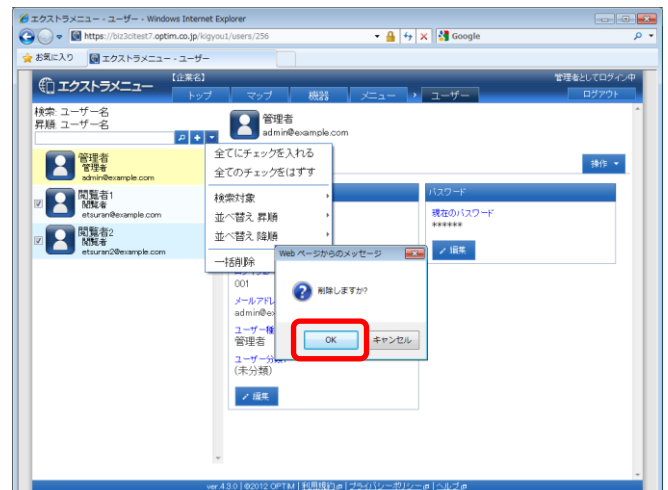 エクストラメニュー - ユーザー - Windows Internet Explorer
https://biz3citest7.optim.co.jp/kigyou1/users/256
Google
お気に入り
エクストラメニュー - ユーザー
エクストラメニュー
【企業名】
管理者としてログイン中
トップ
マップ
機器
メニュー
ユーザー
ログアウト
検索: ユーザー名
昇順: ユーザー名
管理者
admin@example.com
操作
管理者
管理者
admin@example.com
閲覧者1
閲覧者
etsuran@example.com
閲覧者2
閲覧者
etsuran2@example.com
全てにチェックを入れる
全てのチェックをはずす
検索対象
並べ替え 昇順
並べ替え 降順
一括削除
パスワード
現在のパスワード
******
編集
Web ページからのメッセージ
削除しますか?
OK
キャンセル
001
メールアドレ
admin@ex
ユーザー種
管理者
ユーザー分
(未分類)
編集
ver.4.3.0 | ©2012 OPTiM | 利用規約 | プライバシーポリシー | ヘルプ